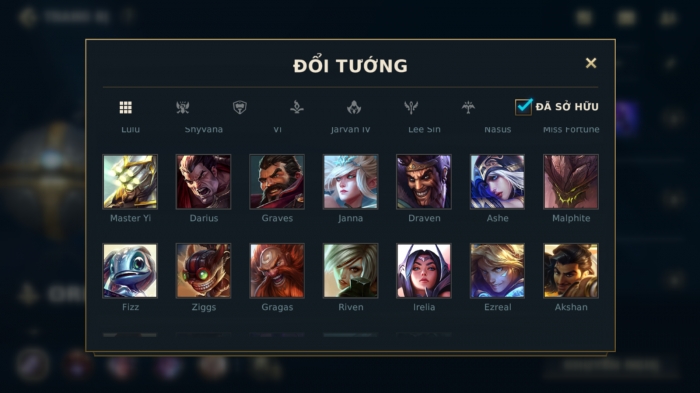 ĐỔI TƯỚNG
ĐÃ SỞ HỮU
Lulu Shyvana Vi Jarvan IV Lee Sin Nasus Miss Fortune
Master Yi Darius Graves Janna Draven Ashe Malphite
Fizz Ziggs Gragas Riven Irelia Ezreal Akshan